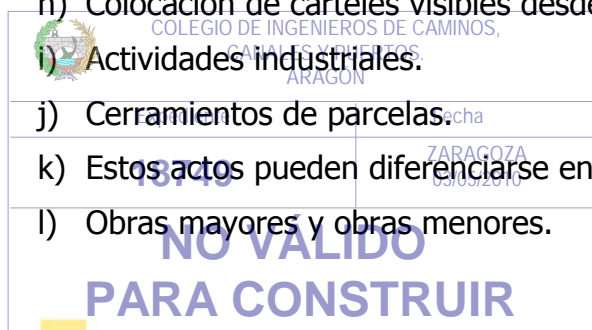 h) Colocación de carteles visibles desde
COLEGIO DE INGENIEROS DE CAMINOS,
CANALES Y PUERTOS.
ARAGÓN
i) Actividades industriales.
j) Cerramientos de parcelas.
Expediente Fecha
k) Estos actos pueden diferenciarse en
18749 ZARAGOZA
03/03/2010
l) Obras mayores y obras menores.
NO VÁLIDO
PARA CONSTRUIR